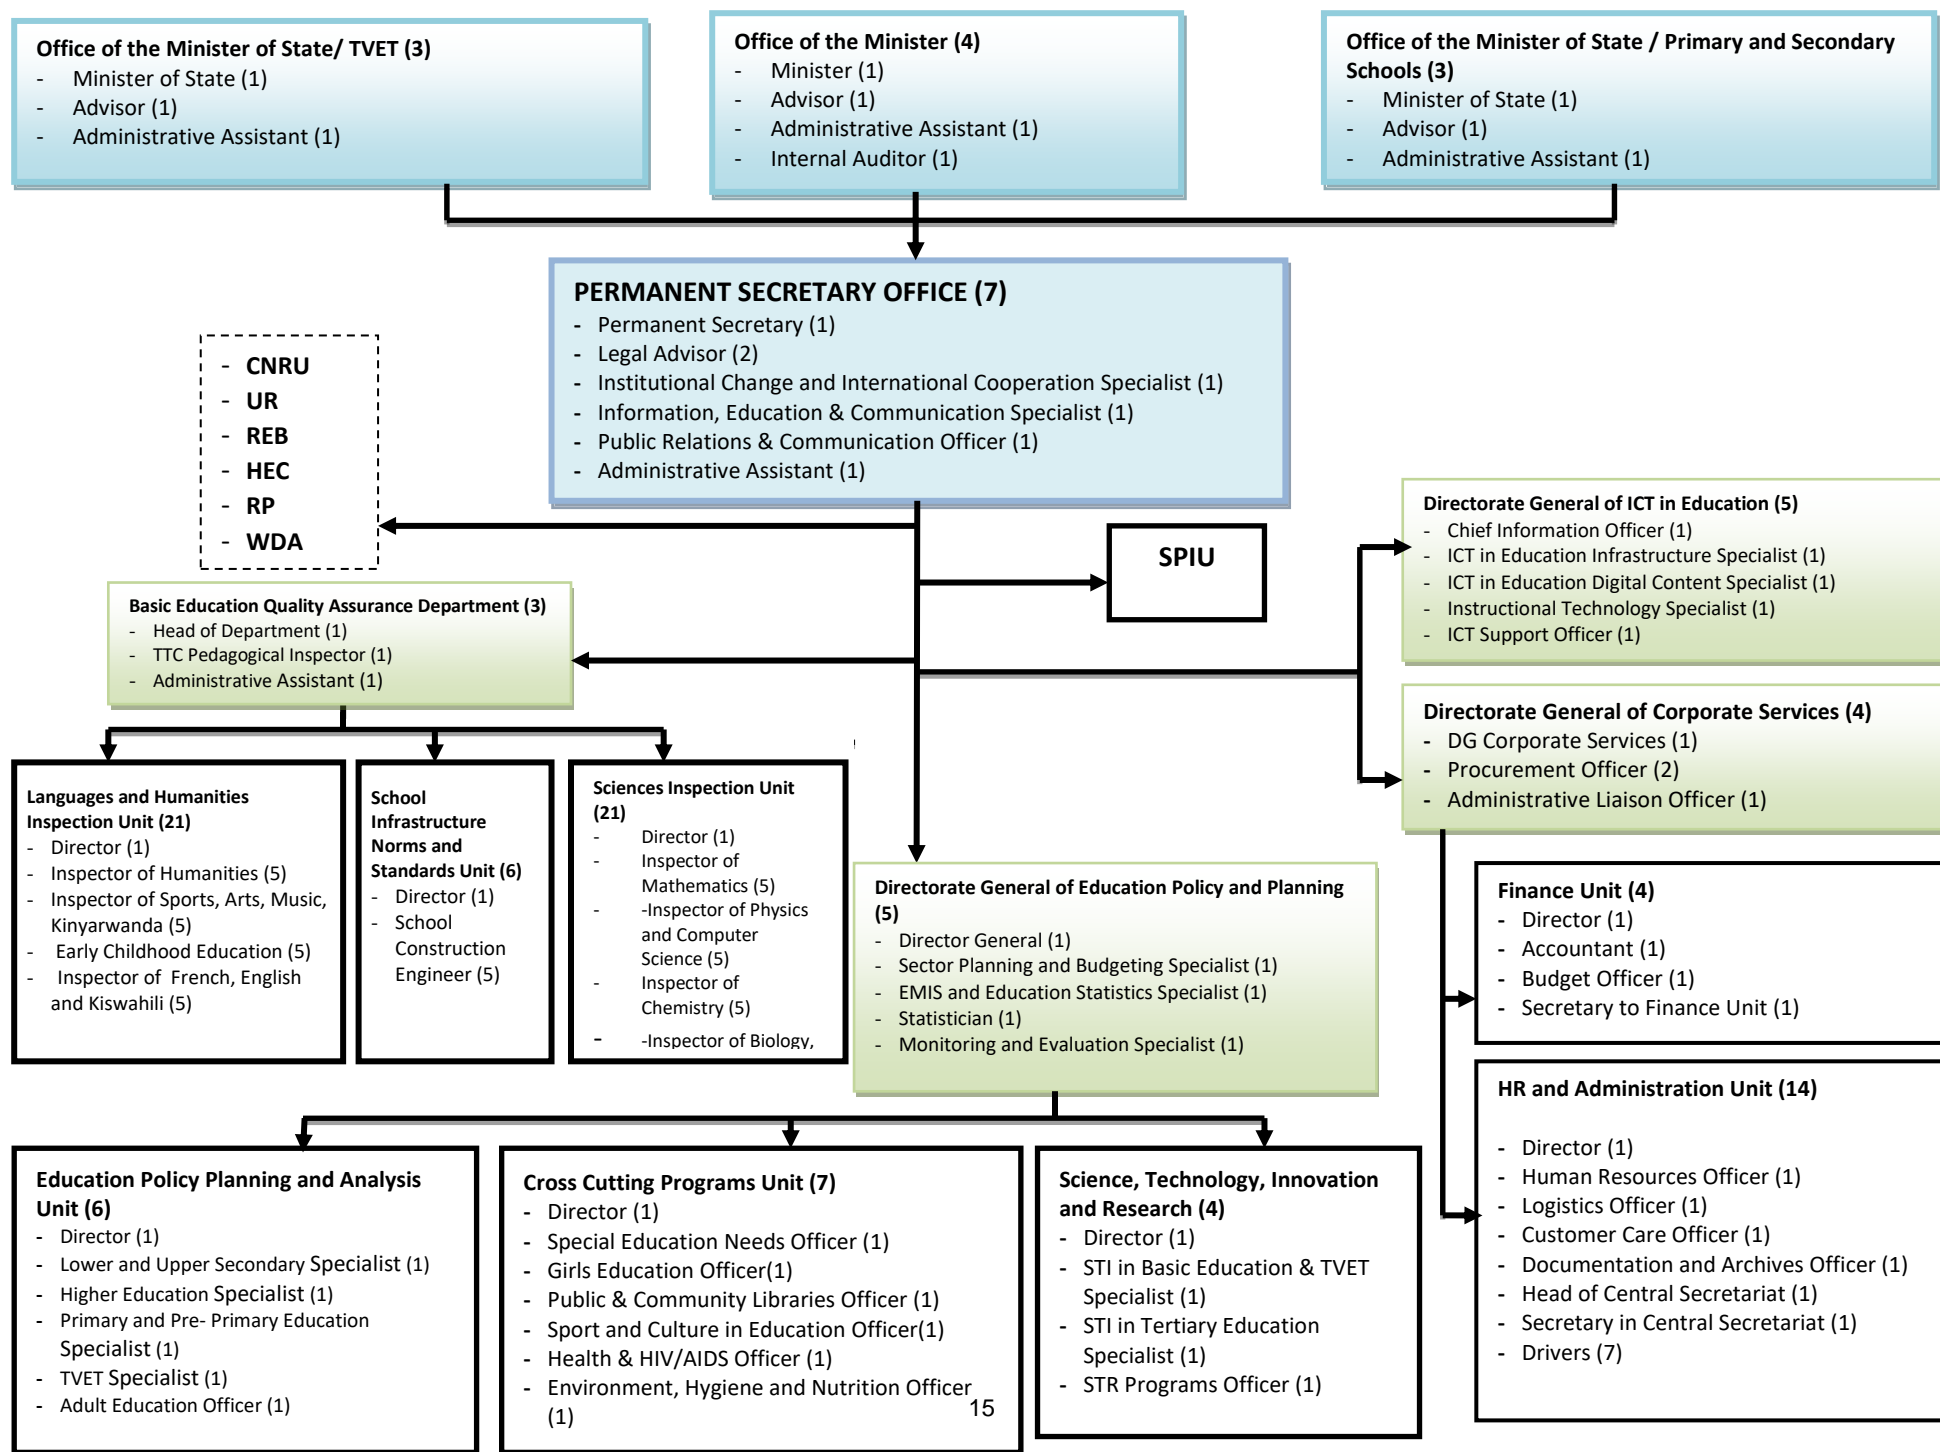 Office of the Minister of State/ TVET (3)
- Minister of State (1)
- Advisor (1)
- Administrative Assistant (1)
Office of the Minister (4)
- Minister (1)
- Advisor (1)
- Administrative Assistant (1)
- Internal Auditor (1)
Office of the Minister of State / Primary and Secondary
Schools (3)
- Minister of State (1)
- Advisor (1)
- Administrative Assistant (1)
PERMANENT SECRETARY OFFICE (7)
- Permanent Secretary (1)
- Legal Advisor (2)
- Institutional Change and International Cooperation Specialist (1)
- Information, Education & Communication Specialist (1)
- Public Relations & Communication Officer (1)
- Administrative Assistant (1)
- CNRU
- UR
- REB
- HEC
- RP
- WDA
SPIU
Directorate General of ICT in Education (5)
- Chief Information Officer (1)
- ICT in Education Infrastructure Specialist (1)
- ICT in Education Digital Content Specialist (1)
- Instructional Technology Specialist (1)
- ICT Support Officer (1)
Basic Education Quality Assurance Department (3)
- Head of Department (1)
- TTC Pedagogical Inspector (1)
- Administrative Assistant (1)
Directorate General of Corporate Services (4)
- DG Corporate Services (1)
- Procurement Officer (2)
- Administrative Liaison Officer (1)
Languages and Humanities
Inspection Unit (21)
- Director (1)
- Inspector of Humanities (5)
- Inspector of Sports, Arts, Music,
Kinyarwanda (5)
- Early Childhood Education (5)
- Inspector of French, English
and Kiswahili (5)
School
Infrastructure
Norms and
Standards Unit (6)
- Director (1)
- School
Construction
Engineer (5)
Sciences Inspection Unit
(21)
- Director (1)
- Inspector of
Mathematics (5)
- -Inspector of Physics
and Computer
Science (5)
- Inspector of
Chemistry (5)
- -Inspector of Biology,
Directorate General of Education Policy and Planning
(5)
- Director General (1)
- Sector Planning and Budgeting Specialist (1)
- EMIS and Education Statistics Specialist (1)
- Statistician (1)
- Monitoring and Evaluation Specialist (1)
Finance Unit (4)
- Director (1)
- Accountant (1)
- Budget Officer (1)
- Secretary to Finance Unit (1)
HR and Administration Unit (14)
- Director (1)
- Human Resources Officer (1)
- Logistics Officer (1)
- Customer Care Officer (1)
- Documentation and Archives Officer (1)
- Head of Central Secretariat (1)
- Secretary in Central Secretariat (1)
- Drivers (7)
Education Policy Planning and Analysis
Unit (6)
- Director (1)
- Lower and Upper Secondary Specialist (1)
- Higher Education Specialist (1)
- Primary and Pre- Primary Education
Specialist (1)
- TVET Specialist (1)
- Adult Education Officer (1)
Cross Cutting Programs Unit (7)
- Director (1)
- Special Education Needs Officer (1)
- Girls Education Officer(1)
- Public & Community Libraries Officer (1)
- Sport and Culture in Education Officer(1)
- Health & HIV/AIDS Officer (1)
- Environment, Hygiene and Nutrition Officer
(1)
Science, Technology, Innovation
and Research (4)
- Director (1)
- STI in Basic Education & TVET
Specialist (1)
- STI in Tertiary Education
Specialist (1)
- STR Programs Officer (1)
15